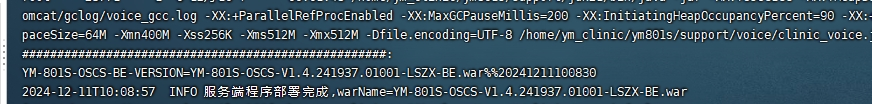 omcat/gclog/voice_gcc.log -XX:+ParallelRefProcEnabled -XX:MaxGCPauseMillis=200 -XX:InitiatingHeapOccupancyPercent=90 -XX:
paceSize=64M -Xmn400M -Xss256K -Xms512M -Xmx512M -Dfile.encoding=UTF-8 /home/ym_clinic/ym801s/support/voice/clinic_voice.j
##################################################:
YM-801S-OSCS-BE-VERSION=YM-801S-OSCS-V1.4.241937.01001-LSZX-BE.war%%20241211100830
2024-12-11T10:08:57  INFO 服务端程序部署完成,warName=YM-801S-OSCS-V1.4.241937.01001-LSZX-BE.war